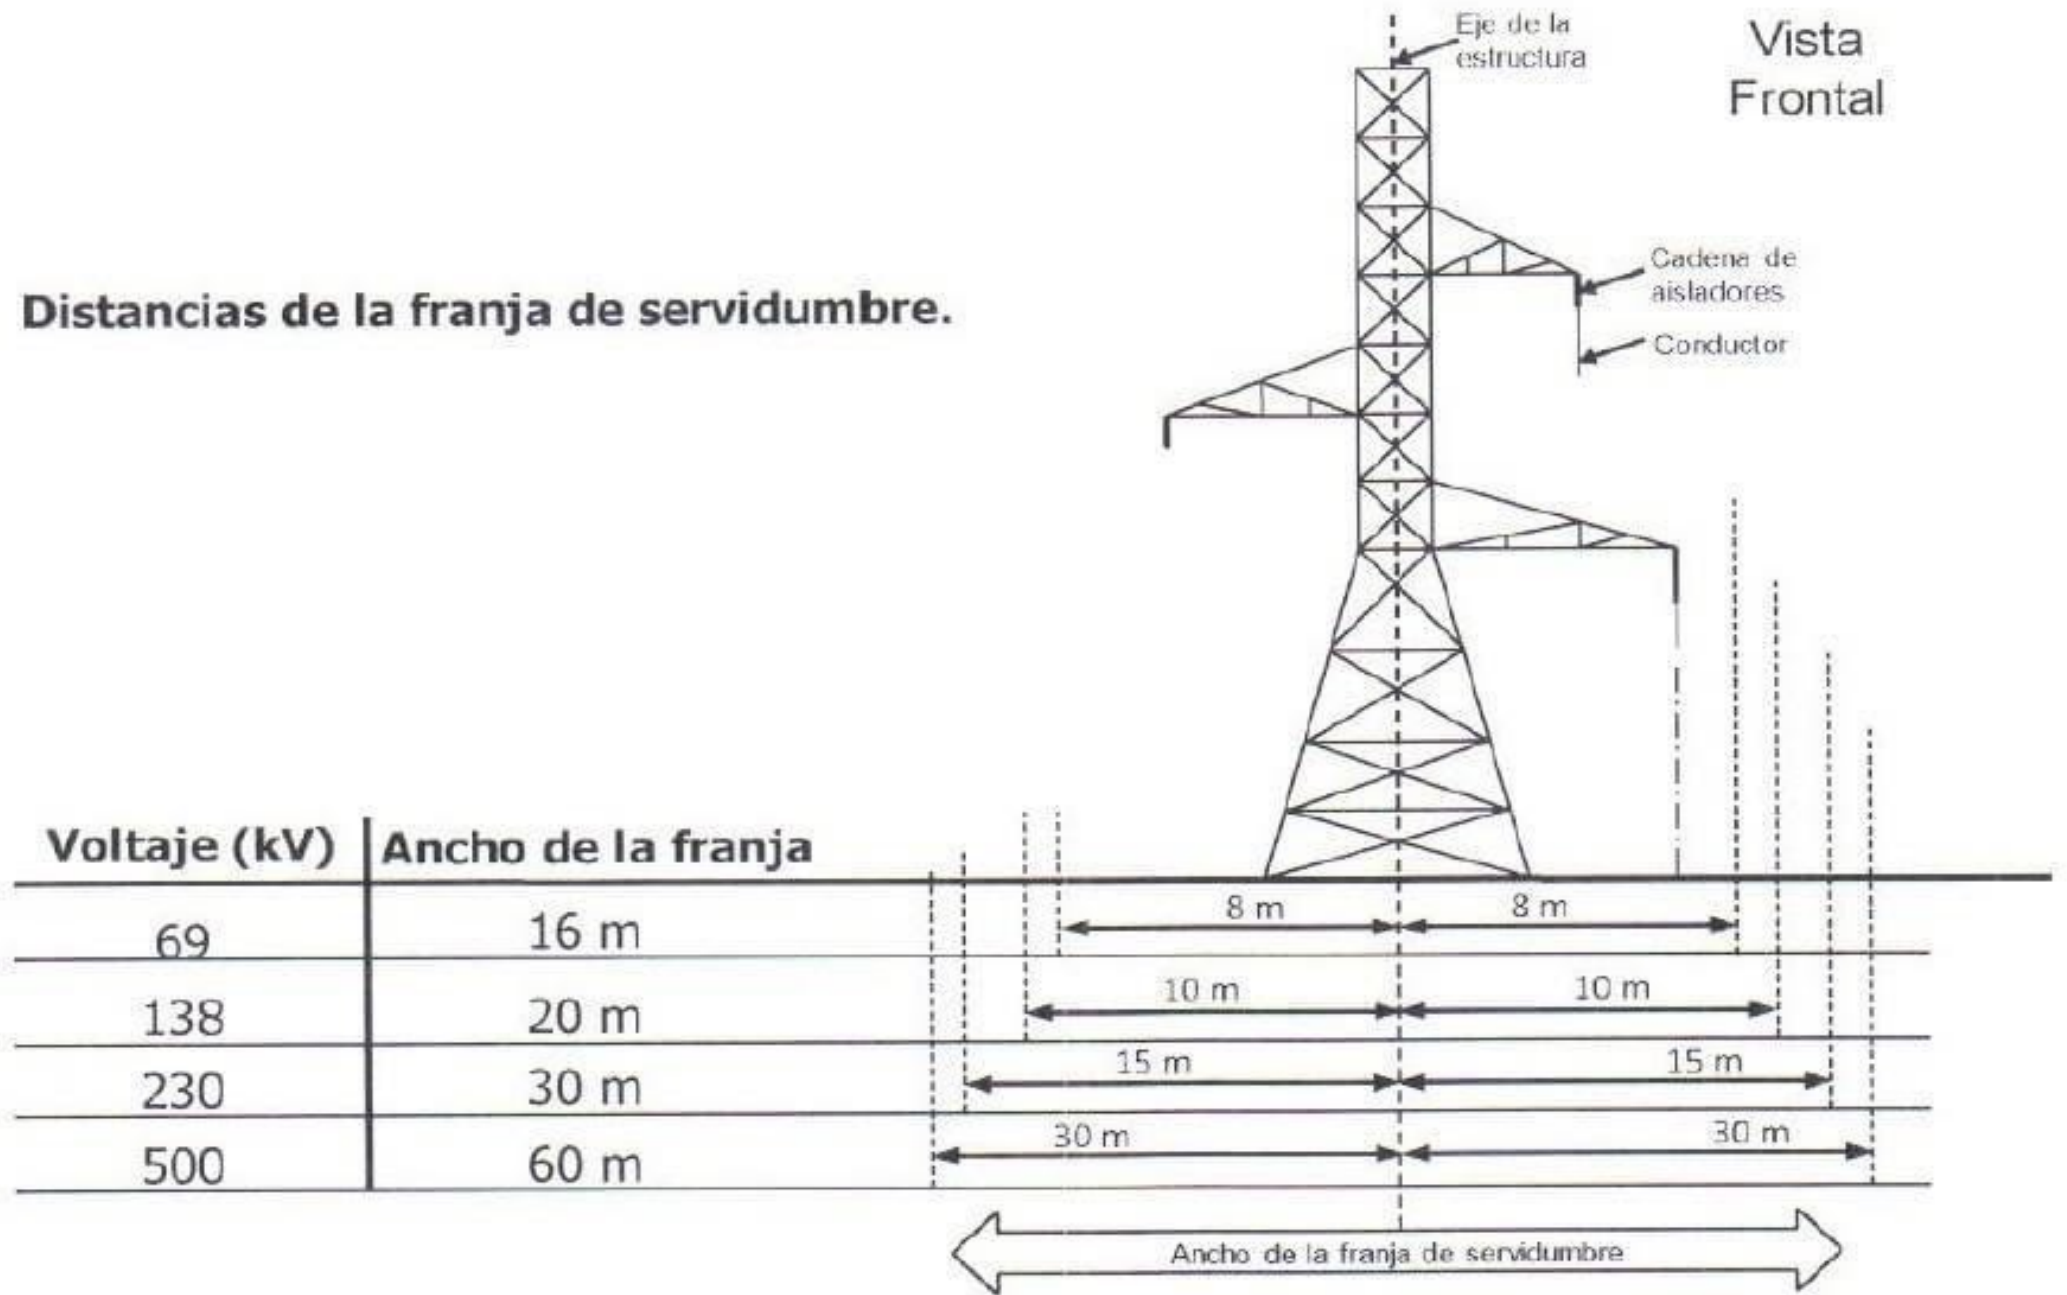 Eje de la
estructura
Vista
Frontal
Cadena de
aisladores
Conductor
Distancias de la franja de servidumbre.
Voltaje (kV) Ancho de la franja
69 16 m 8 m 8 m
138 20 m 10 m 10 m
230 30 m 15 m 15 m
500 60 m 30 m 30 m
Ancho de la franja de servidumbre